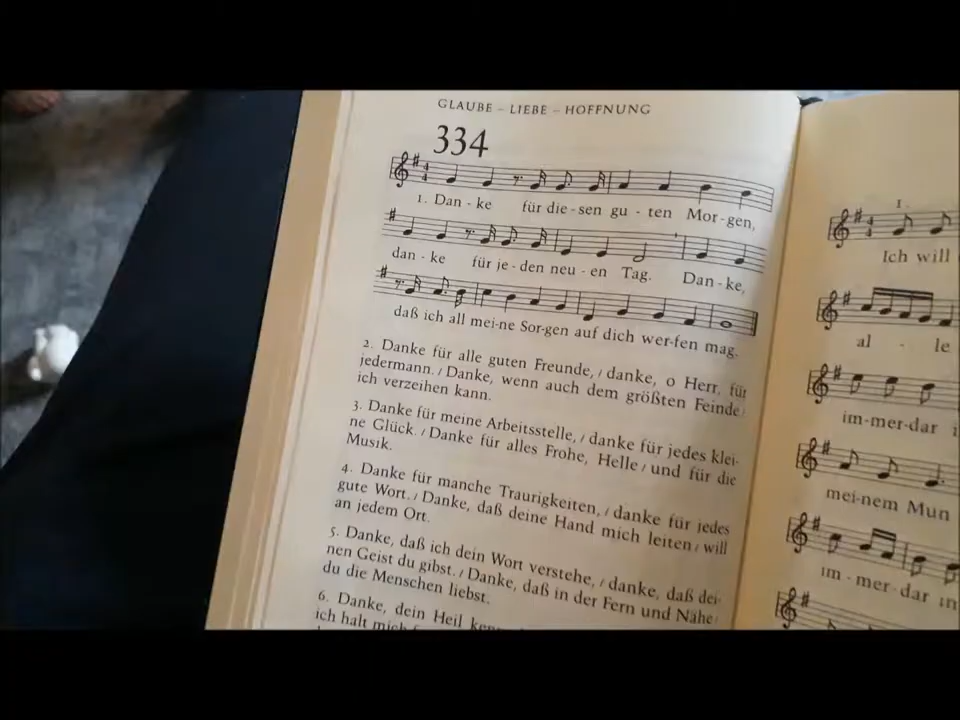 GLAUBE – LIEBE – HOFFNUNG
334
1. Dan - ke für die - sen gu - ten Mor - gen,
dan - ke für je - den neu - en Tag. Dan - ke,
daß ich all mei - ne Sor - gen auf dich wer - fen mag.
2. Danke für alle guten Freunde, / danke, o Herr, für
jedermann. / Danke, wenn auch dem größten Feinde /
ich verzeihen kann.
3. Danke für meine Arbeitsstelle, / danke für jedes klei-
ne Glück. / Danke für alles Frohe, Helle / und für die
Musik.
4. Danke für manche Traurigkeiten, / danke für jedes
gute Wort. / Danke, daß deine Hand mich leiten / will
an jedem Ort.
5. Danke, daß ich dein Wort verstehe, / danke, daß dei-
nen Geist du gibst. / Danke, daß in der Fern und Nähe /
du die Menschen liebst.
6. Danke, dein Heil
ich halt mich
1.
Ich will
al - le
im - mer - dar
mei - nem Mun
im - mer - dar in